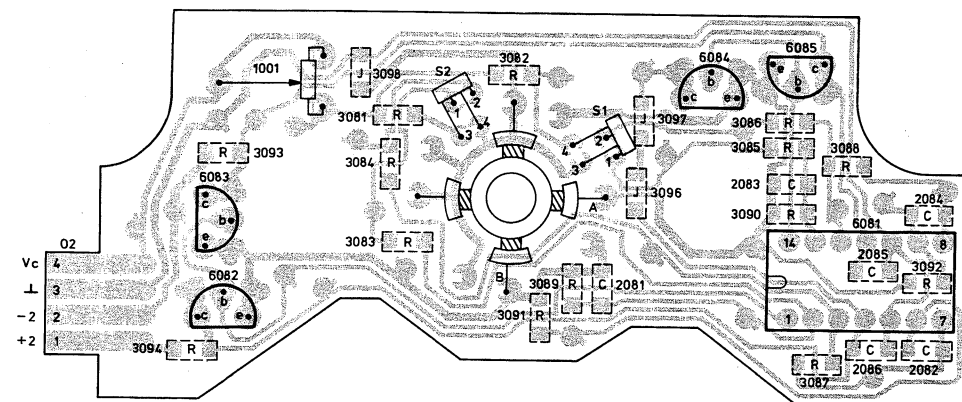 1001
J 3098
S2
1 2
3 4
3082
R
3081 R
6084
c b e
6085
e b c
S1
J 3097
4 2
3 1
3086 R
3085 R
3088
R
R 3093
3084 R
6083
c
b
e
J 3096
A
2083 C
3090 R
2084
C
3083 R
6081
14 8
2085
C
3092
R
1 7
O2
Vc 4
⊥ 3
-2 2
+2 1
6082
c b e
B
3089 R
C 2081
3091 R
3094 R
R
3087
C
2086
C
2082